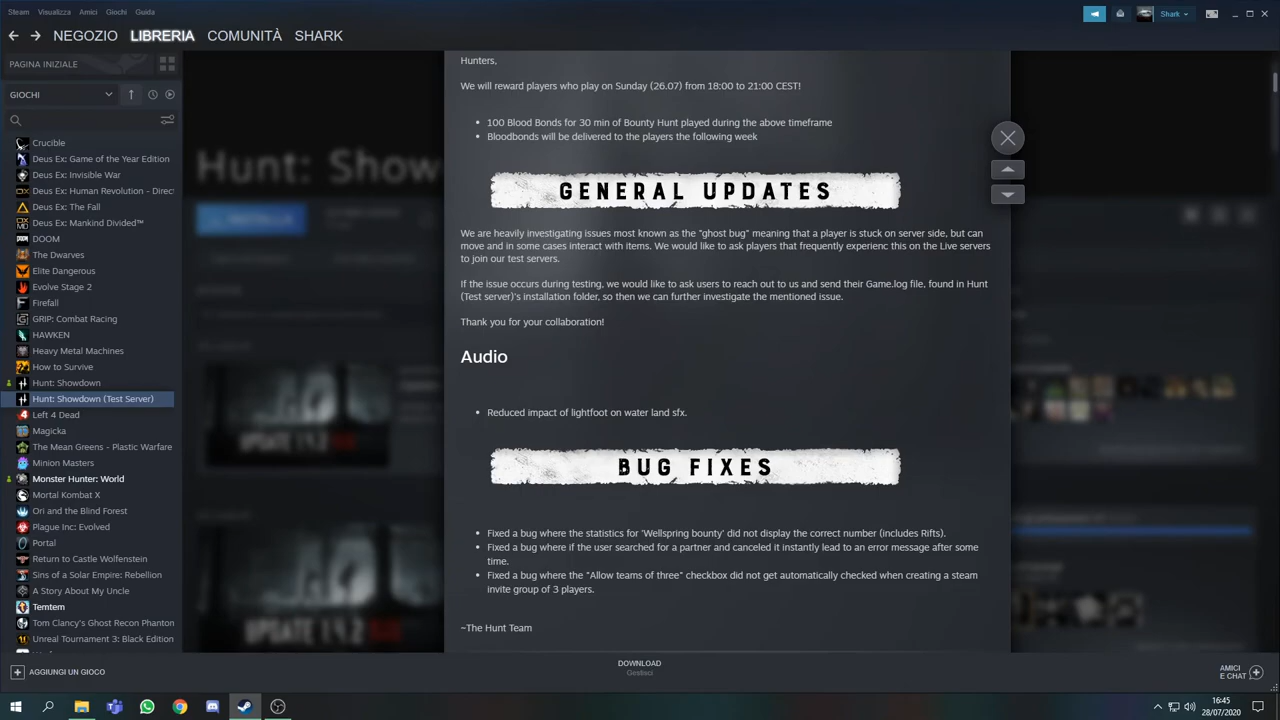 Steam
Visualizza
Amici
Giochi
Guida
Shark
NEGOZIO
LIBRERIA
COMUNITÀ
SHARK
PAGINA INIZIALE
GIOCHI
Crucible
Deus Ex: Game of the Year Edition
Deus Ex: Invisible War
Deus Ex: Human Revolution - Direct
Deus Ex: The Fall
Deus Ex: Mankind Divided™
DOOM
The Dwarves
Elite Dangerous
Evolve Stage 2
Firefall
GRIP: Combat Racing
HAWKEN
Heavy Metal Machines
How to Survive
Hunt: Showdown
Hunt: Showdown (Test Server)
Left 4 Dead
Magicka
The Mean Greens - Plastic Warfare
Minion Masters
Monster Hunter: World
Mortal Kombat X
Ori and the Blind Forest
Plague Inc: Evolved
Portal
Return to Castle Wolfenstein
Sins of a Solar Empire: Rebellion
A Story About My Uncle
Temtem
Tom Clancy's Ghost Recon Phanton
Unreal Tournament 3: Black Edition
Hunt: Showd
UPDATE 1.4.2
UPDATE 1.4.2
Hunters,
We will reward players who play on Sunday (26.07) from 18:00 to 21:00 CEST!
• 100 Blood Bonds for 30 min of Bounty Hunt played during the above timeframe
• Bloodbonds will be delivered to the players the following week
GENERAL UPDATES
We are heavily investigating issues most known as the "ghost bug" meaning that a player is stuck on server side, but can
move and in some cases interact with items. We would like to ask players that frequently experienc this on the Live servers
to join our test servers.
If the issue occurs during testing, we would like to ask users to reach out to us and send their Game.log file, found in Hunt
(Test server)'s installation folder, so then we can further investigate the mentioned issue.
Thank you for your collaboration!
Audio
• Reduced impact of lightfoot on water land sfx.
BUG FIXES
• Fixed a bug where the statistics for 'Wellspring bounty' did not display the correct number (includes Rifts).
• Fixed a bug where if the user searched for a partner and canceled it instantly lead to an error message after some
time.
• Fixed a bug where the "Allow teams of three" checkbox did not get automatically checked when creating a steam
invite group of 3 players.
~The Hunt Team
AGGIUNGI UN GIOCO
DOWNLOAD
Gestisci
AMICI
E CHAT
16:45
28/07/2020